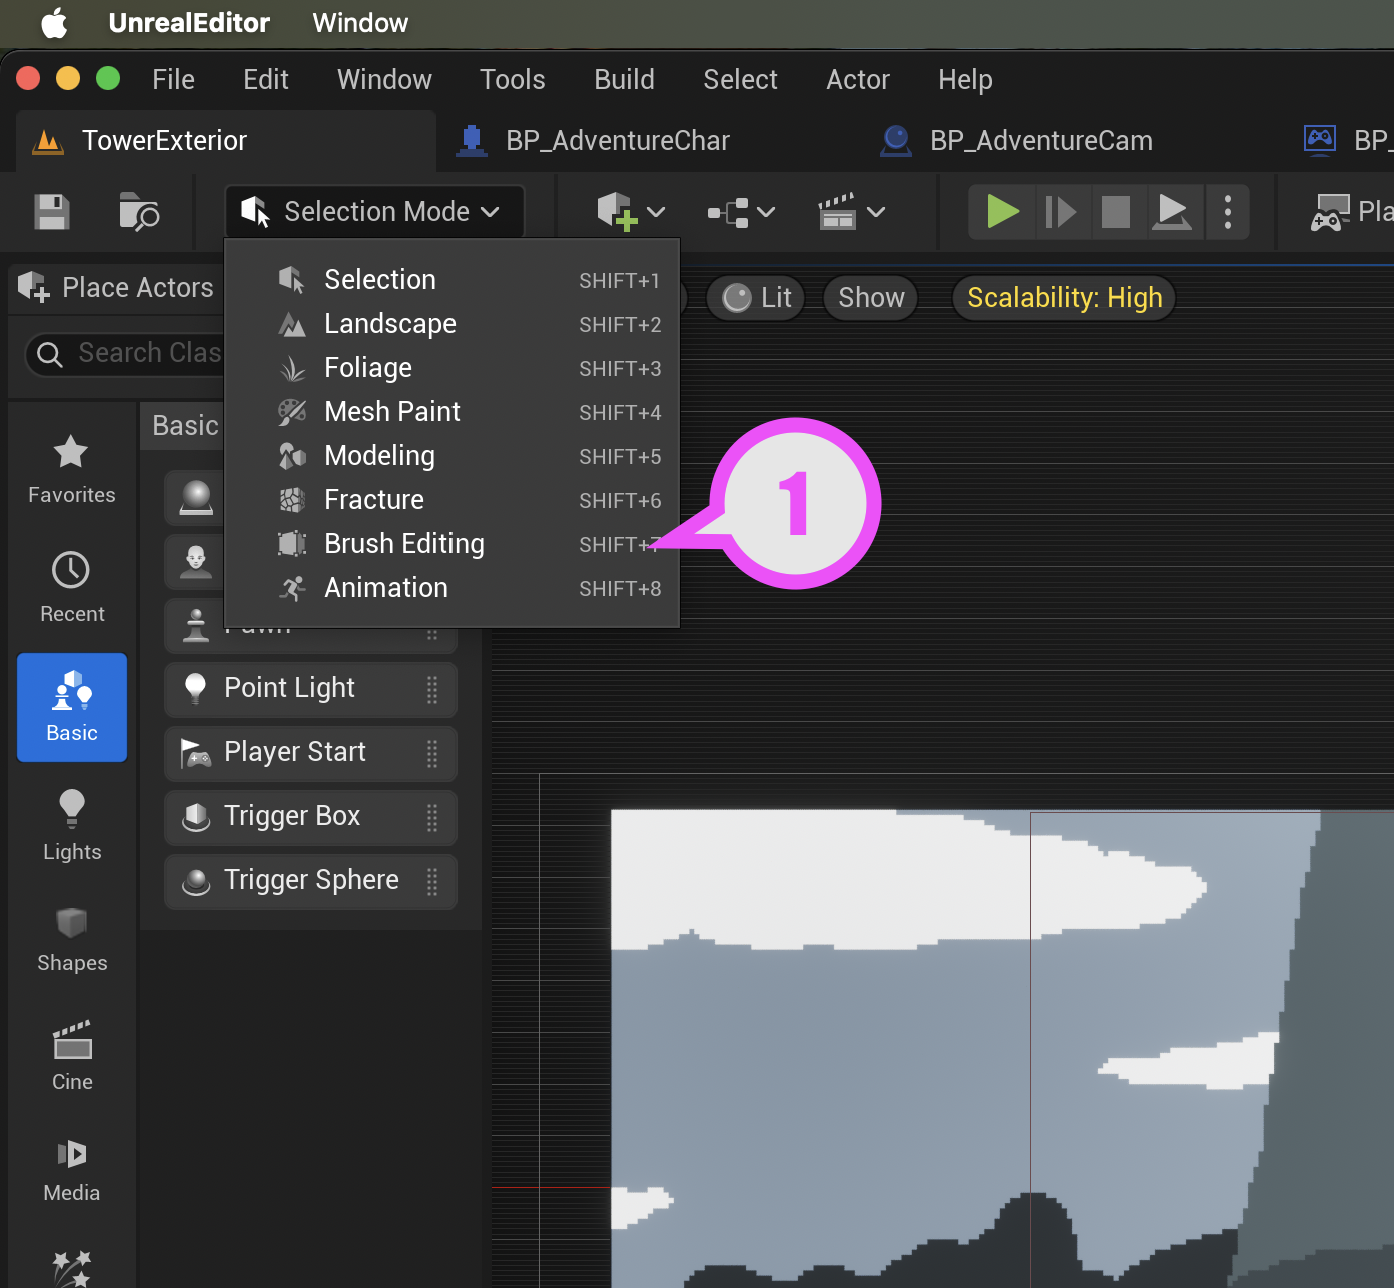 UnrealEditor Window
File Edit Window Tools Build Select Actor Help
TowerExterior BP_AdventureChar BP_AdventureCam BP_
Selection Mode Pla
Place Actors
Search Clas
Selection SHIFT+1
Landscape SHIFT+2
Foliage SHIFT+3
Mesh Paint SHIFT+4
Modeling SHIFT+5
Fracture SHIFT+6
Brush Editing SHIFT+7
Animation SHIFT+8
Lit Show Scalability: High
1
Favorites
Recent
Basic
Lights
Shapes
Cine
Media
Basic
Pawn
Point Light
Player Start
Trigger Box
Trigger Sphere